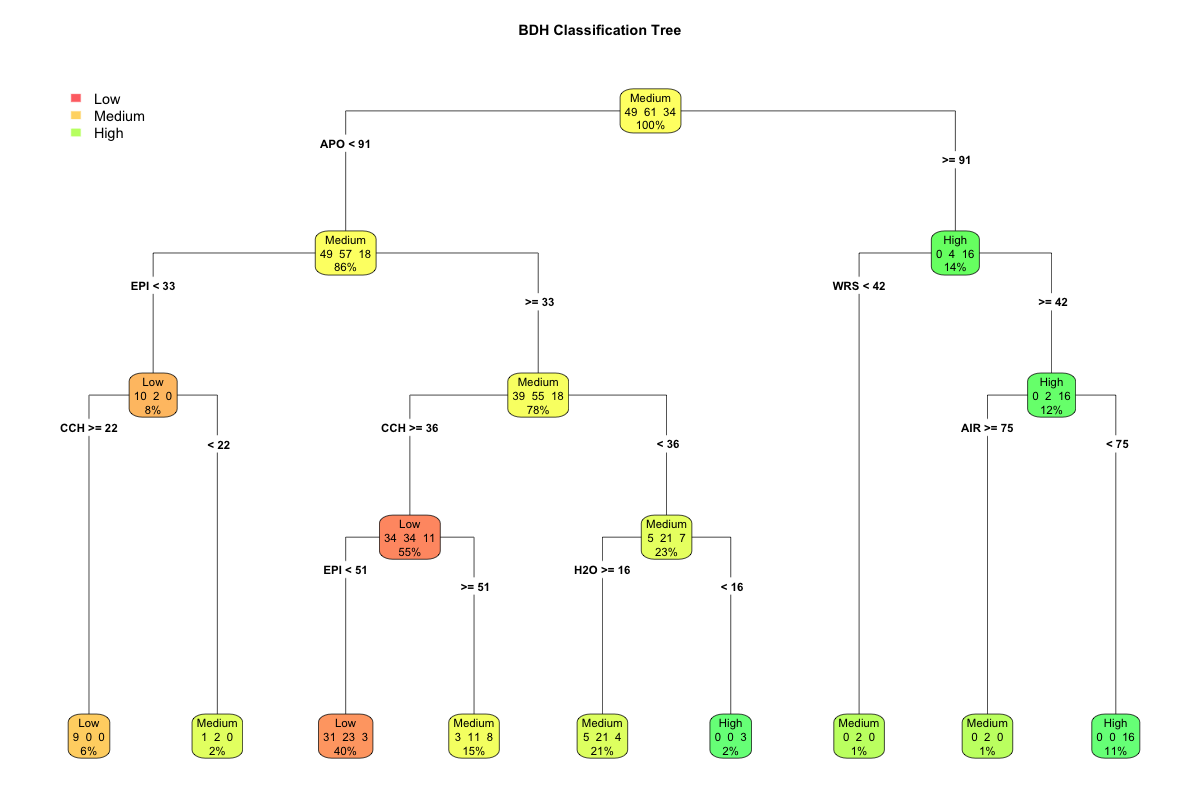 BDH Classification Tree
Low
Medium
High
Medium
49 61 34
100%
APO < 91
>= 91
Medium
49 57 18
86%
High
0 4 16
14%
EPI < 33
>= 33
WRS < 42
>= 42
Low
10 2 0
8%
Medium
39 55 18
78%
High
0 2 16
12%
CCH >= 22
< 22
CCH >= 36
< 36
AIR >= 75
< 75
Low
34 34 11
55%
Medium
5 21 7
23%
EPI < 51
>= 51
H2O >= 16
< 16
Low
9 0 0
6%
Medium
1 2 0
2%
Low
31 23 3
40%
Medium
3 11 8
15%
Medium
5 21 4
21%
High
0 0 3
2%
Medium
0 2 0
1%
Medium
0 2 0
1%
High
0 0 16
11%